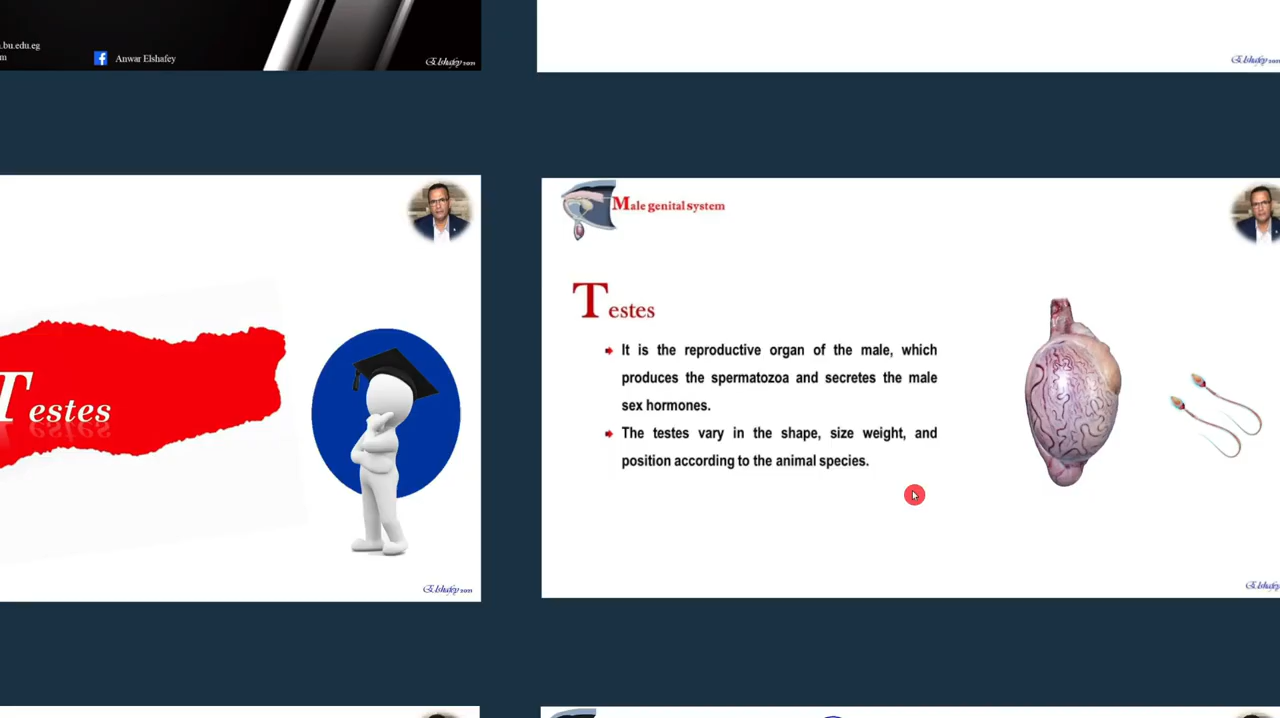 .bu.edu.eg
m
Anwar Elshafey
Elshafey 2021
Testes
Elshafey 2021
Male genital system
Testes
It is the reproductive organ of the male, which
produces the spermatozoa and secretes the male
sex hormones.
The testes vary in the shape, size weight, and
position according to the animal species.